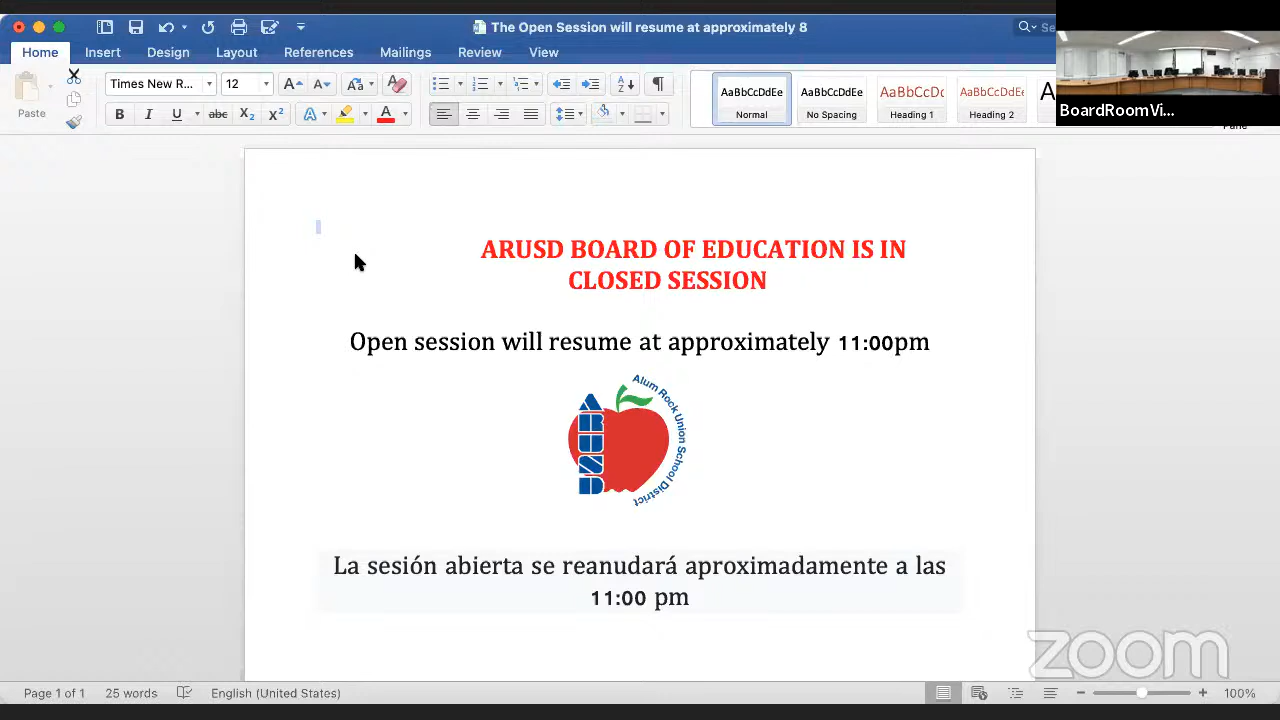 The Open Session will resume at approximately 8
Se
Home Insert Design Layout References Mailings Review View
Paste
Times New R... 12
AaBbCcDdEe AaBbCcDdEe AaBbCcDc AaBbCcDdEe
Normal No Spacing Heading 1 Heading 2
Pane
BoardRoomVi...
ARUSD BOARD OF EDUCATION IS IN
CLOSED SESSION
Open session will resume at approximately 11:00pm
ARUSD
Alum Rock Union School District
La sesión abierta se reanudará aproximadamente a las
11:00 pm
zoom
Page 1 of 1 25 words English (United States) 100%